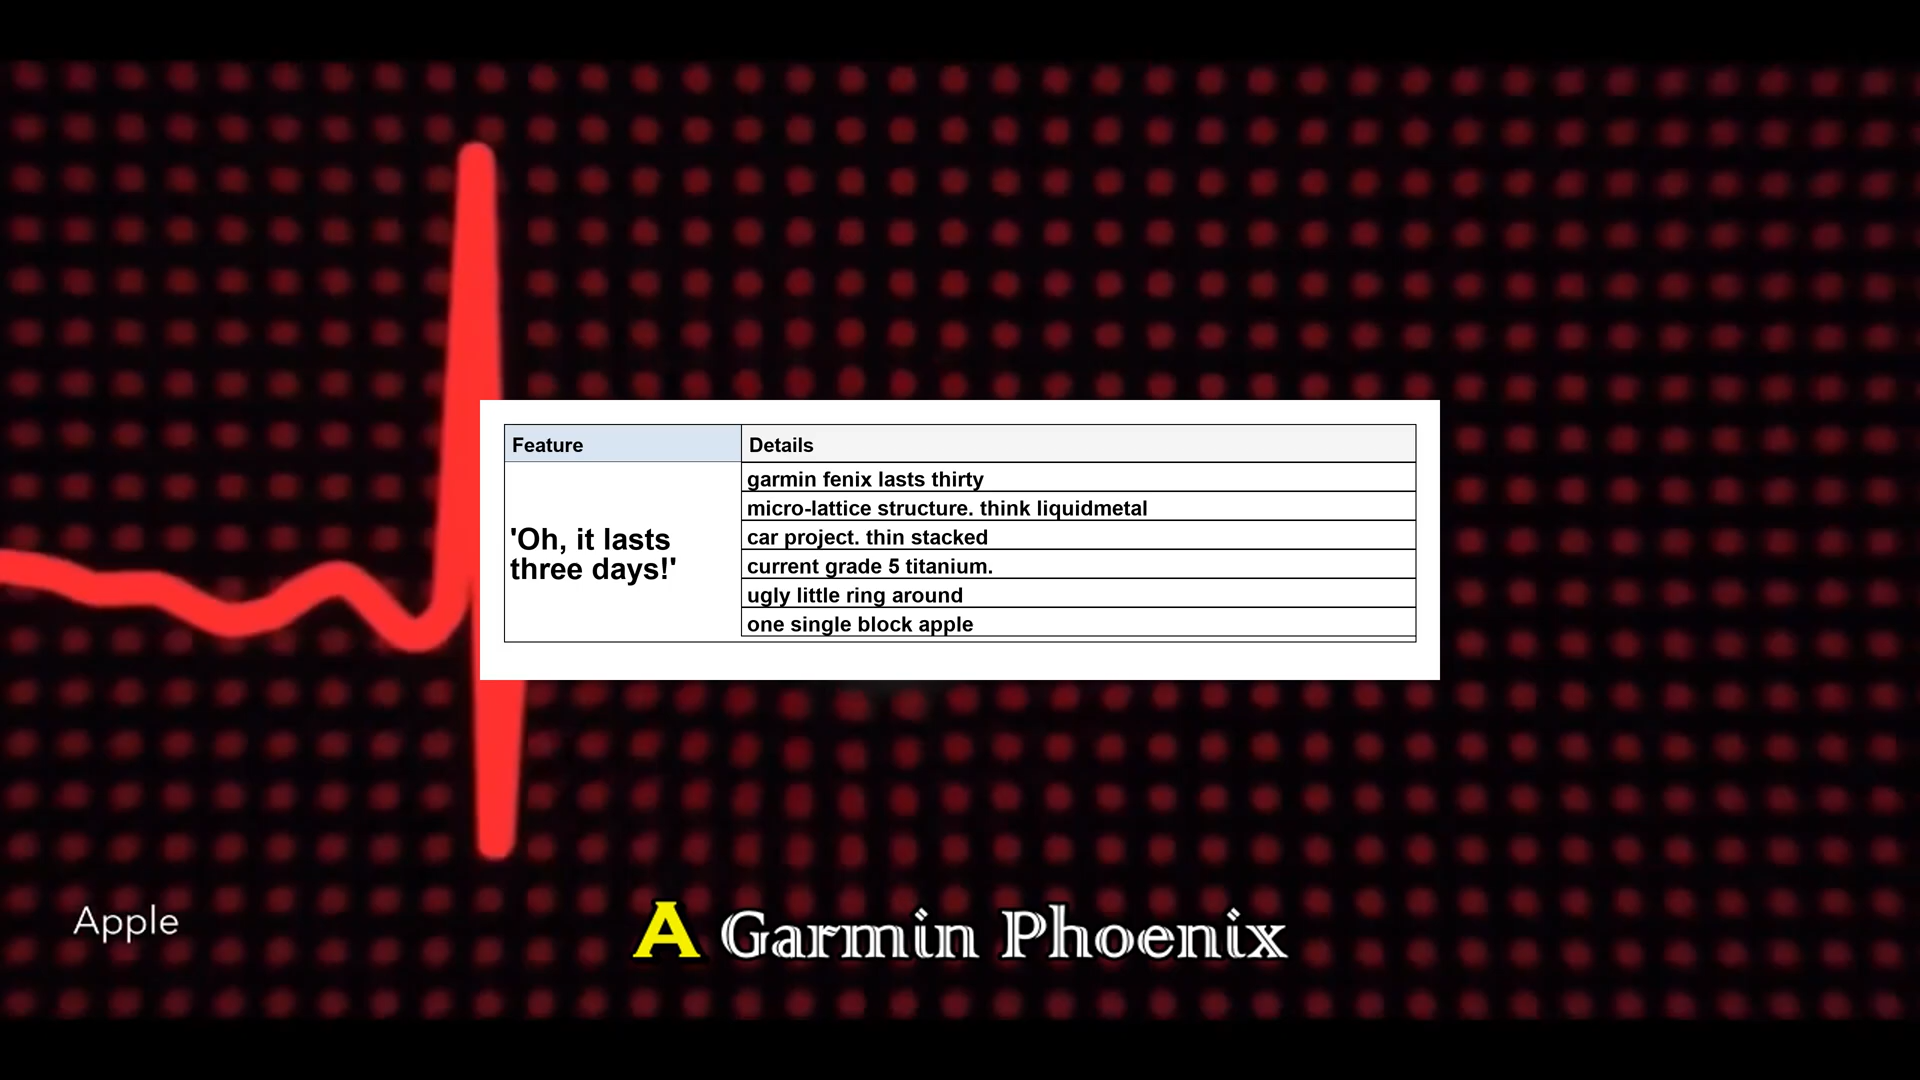 Feature
Details
'Oh, it lasts
three days!'
garmin fenix lasts thirty
micro-lattice structure. think liquidmetal
car project. thin stacked
current grade 5 titanium.
ugly little ring around
one single block apple
Apple
A Garmin Phoenix